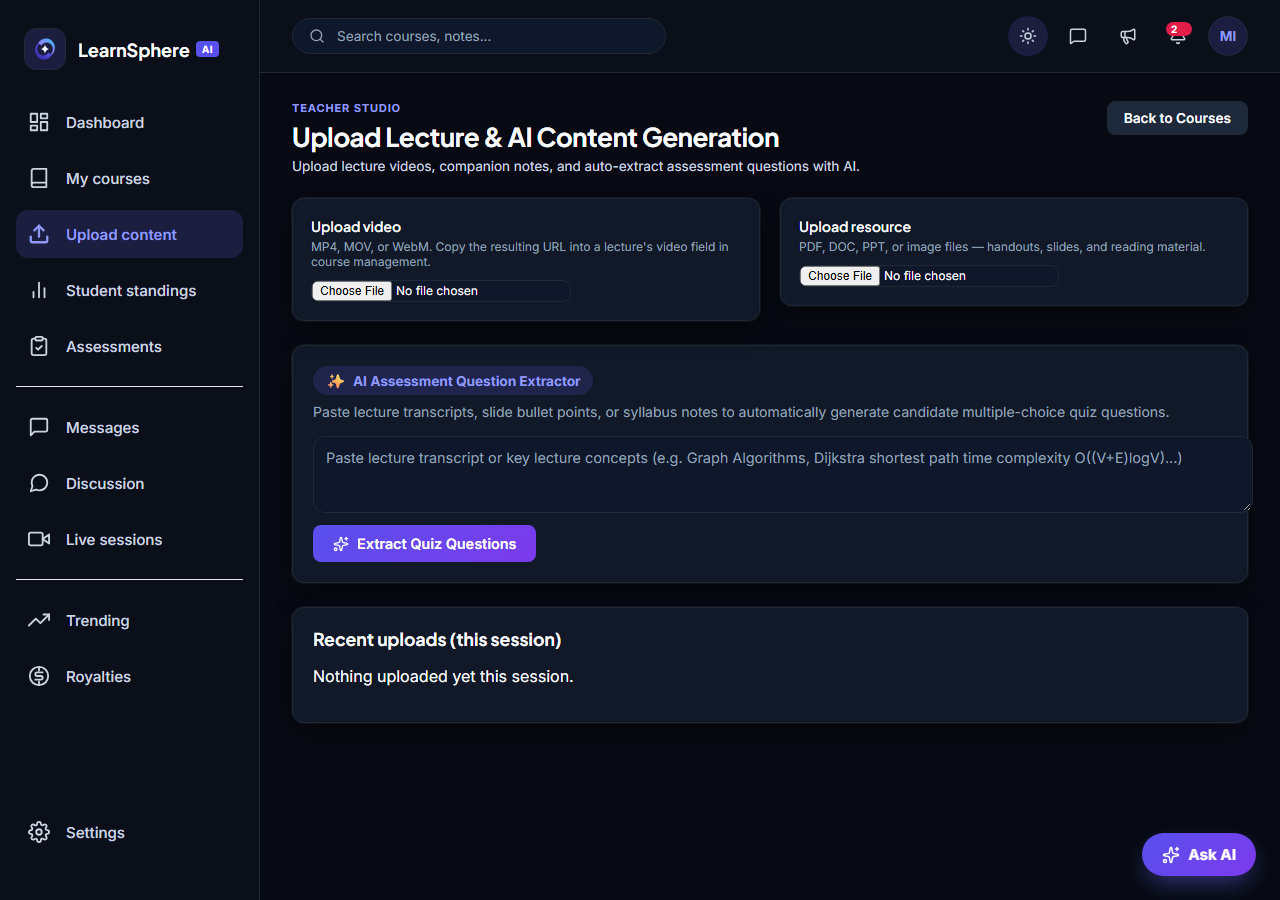 LearnSphere AI
Search courses, notes...
2
MI
Dashboard
My courses
Upload content
Student standings
Assessments
Messages
Discussion
Live sessions
Trending
Royalties
Settings
TEACHER STUDIO
Upload Lecture & AI Content Generation
Upload lecture videos, companion notes, and auto-extract assessment questions with AI.
Back to Courses
Upload video
MP4, MOV, or WebM. Copy the resulting URL into a lecture's video field in
course management.
Choose File No file chosen
Upload resource
PDF, DOC, PPT, or image files — handouts, slides, and reading material.
Choose File No file chosen
✨ AI Assessment Question Extractor
Paste lecture transcripts, slide bullet points, or syllabus notes to automatically generate candidate multiple-choice quiz questions.
Paste lecture transcript or key lecture concepts (e.g. Graph Algorithms, Dijkstra shortest path time complexity O((V+E)logV)...)
Extract Quiz Questions
Recent uploads (this session)
Nothing uploaded yet this session.
Ask AI